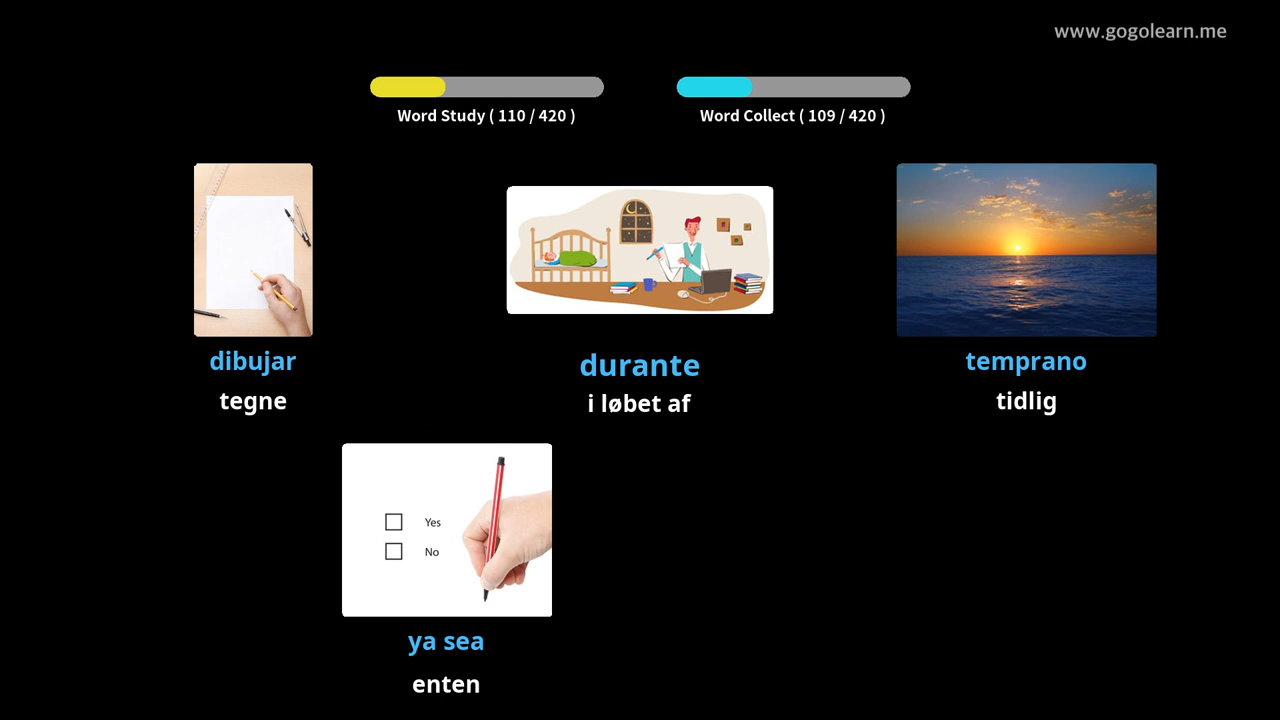 www.gogolearn.me
Word Study ( 110 / 420 )
Word Collect ( 109 / 420 )
dibujar
tegne
durante
i løbet af
temprano
tidlig
Yes
No
ya sea
enten